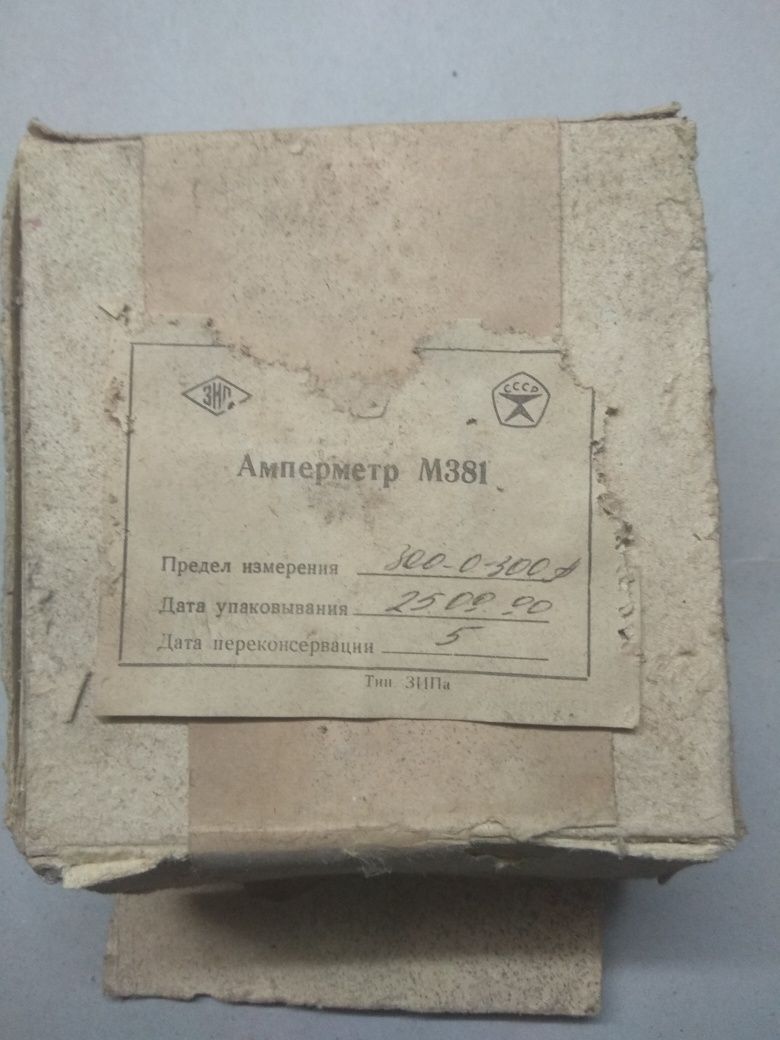 ЗИП
СССР
Амперметр М381
Предел измерения 300-0-300А
Дата упаковывания 25 09 90
Дата переконсервации 5
Тип. ЗИПа